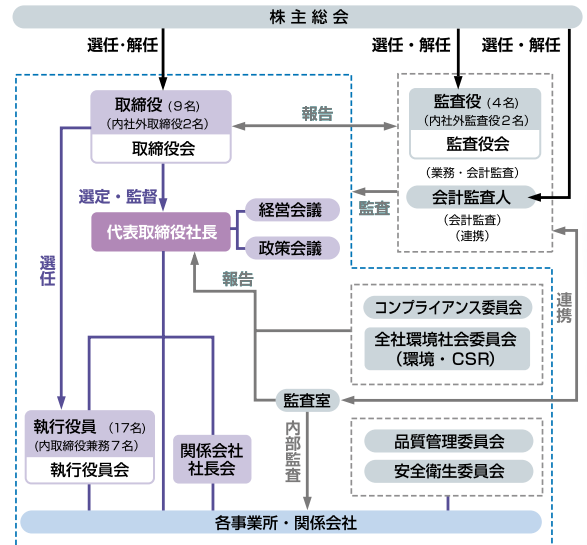 株主総会
選任・解任
選任・解任
選任・解任
取締役(9名)
(内社外取締役2名)
取締役会
報告
監査役(4名)
(内社外監査役2名)
監査役会
(業務・会計監査)
会計監査人
(会計監査)
(連携)
選定・監督
監査
代表取締役社長
経営会議
政策会議
選任
報告
連携
コンプライアンス委員会
全社環境社会委員会
(環境・CSR)
監査室
執行役員(17名)
(内取締役兼務7名)
執行役員会
関係会社
社長会
内部監査
品質管理委員会
安全衛生委員会
各事業所・関係会社